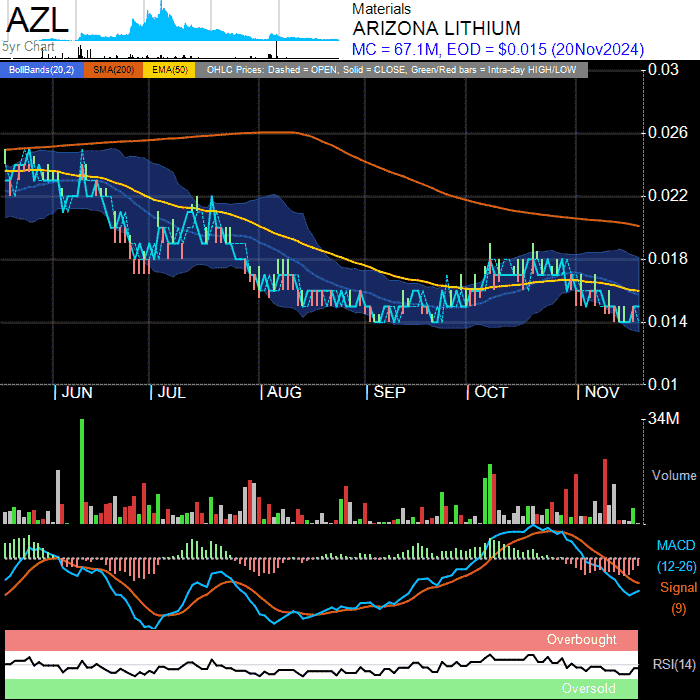 AZL
5yr Chart
Materials
ARIZONA LITHIUM
MC = 67.1M, EOD = $0.015 (20Nov2024)
BollBands(20,2) SMA(200) EMA(50) OHLC Prices: Dashed = OPEN, Solid = CLOSE, Green/Red bars = Intra-day HIGH/LOW
0.03
0.026
0.022
0.018
0.014
0.01
JUN JUL AUG SEP OCT NOV
34M
Volume
MACD
(12-26)
Signal
(9)
Overbought
RSI(14)
Oversold